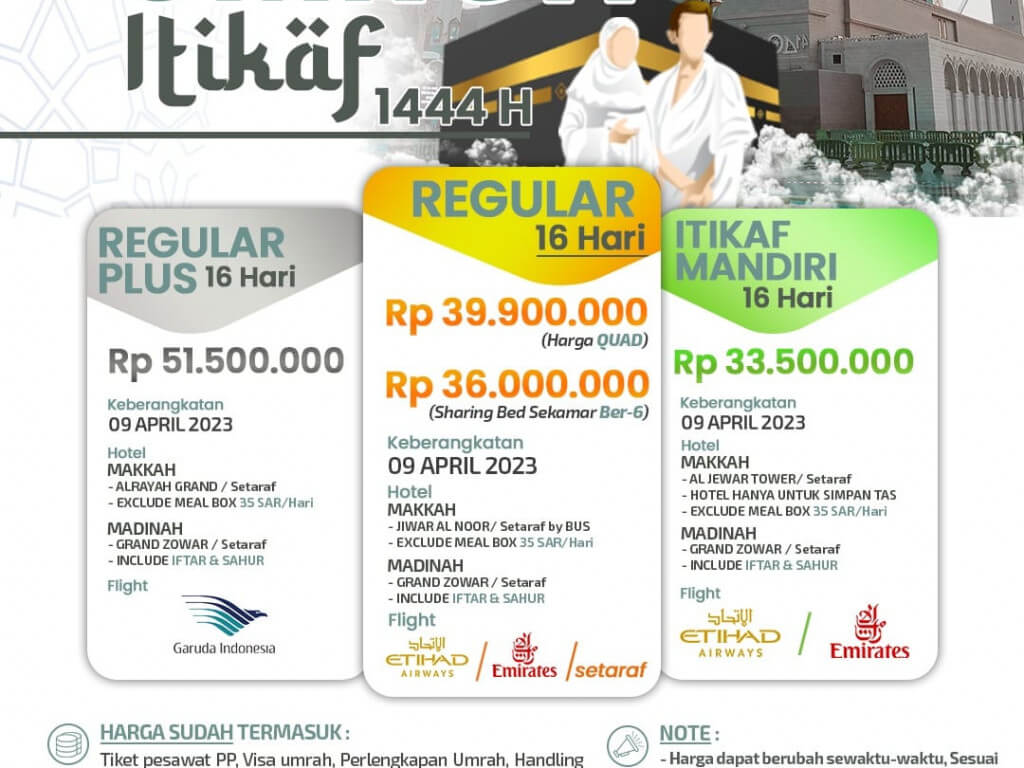 Itikäf
1444 H
REGULAR
PLUS 16 Hari
Rp 51.500.000
Keberangkatan
09 APRIL 2023
Hotel
MAKKAH
- ALRAYAH GRAND / Setaraf
- EXCLUDE MEAL BOX 35 SAR/Hari
MADINAH
- GRAND ZOWAR / Setaraf
- INCLUDE IFTAR & SAHUR
Flight
Garuda Indonesia
REGULAR
16 Hari
Rp 39.900.000
(Harga QUAD)
Rp 36.000.000
(Sharing Bed Sekamar Ber-6)
Keberangkatan
09 APRIL 2023
Hotel
MAKKAH
- JIWAR AL NOOR/ Setaraf by BUS
- EXCLUDE MEAL BOX 35 SAR/Hari
MADINAH
- GRAND ZOWAR / Setaraf
- INCLUDE IFTAR & SAHUR
Flight
الإتحاد
ETIHAD
AIRWAYS
/
Emirates
/setaraf
ITIKAF
MANDIRI
16 Hari
Rp 33.500.000
Keberangkatan
09 APRIL 2023
Hotel
MAKKAH
- AL JEWAR TOWER/ Setaraf
- HOTEL HANYA UNTUK SIMPAN TAS
- EXCLUDE MEAL BOX 35 SAR/Hari
MADINAH
- GRAND ZOWAR / Setaraf
- INCLUDE IFTAR & SAHUR
Flight
الإتحاد
ETIHAD
AIRWAYS
/
Emirates
HARGA SUDAH TERMASUK :
Tiket pesawat PP, Visa umrah, Perlengkapan Umrah, Handling
NOTE :
- Harga dapat berubah sewaktu-waktu, Sesuai